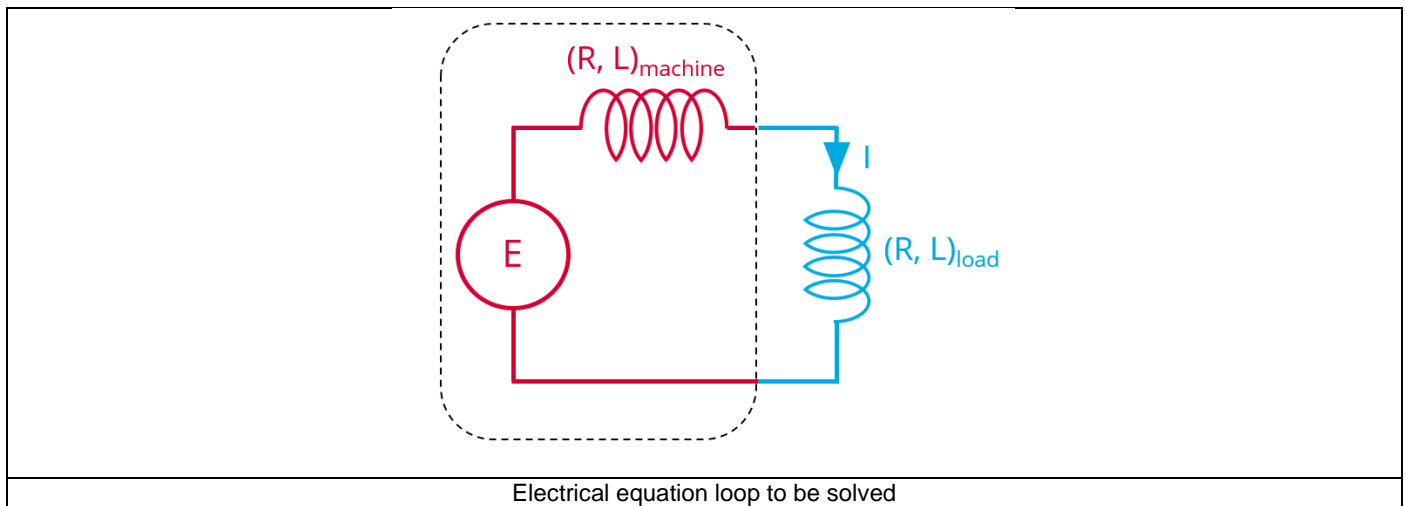 (R, L)machine
I
E
(R, L)load
Electrical equation loop to be solved